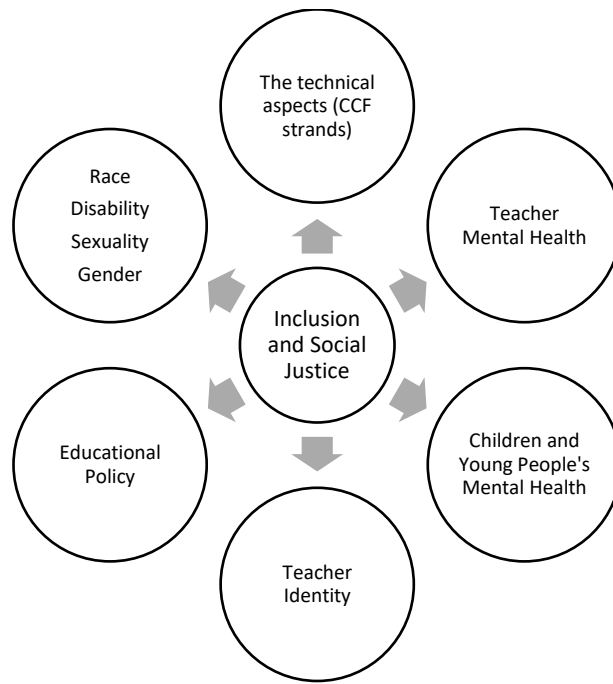 The technical
aspects (CCF
strands)
Race
Disability
Sexuality
Gender
Teacher
Mental Health
Inclusion
and Social
Justice
Educational
Policy
Children and
Young People's
Mental Health
Teacher
Identity